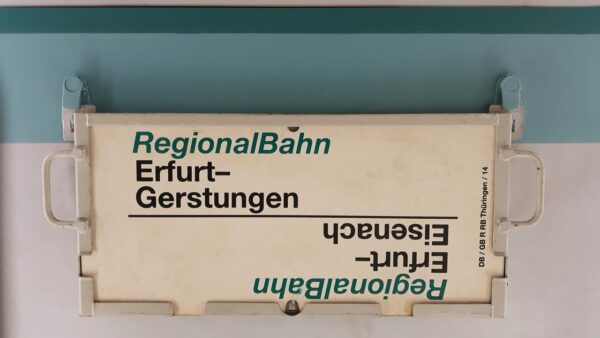 RegionalBahn
Erfurt–
Gerstungen
RegionalBahn
Erfurt–
Eisenach
DB / GB R RB Thüringen / 14